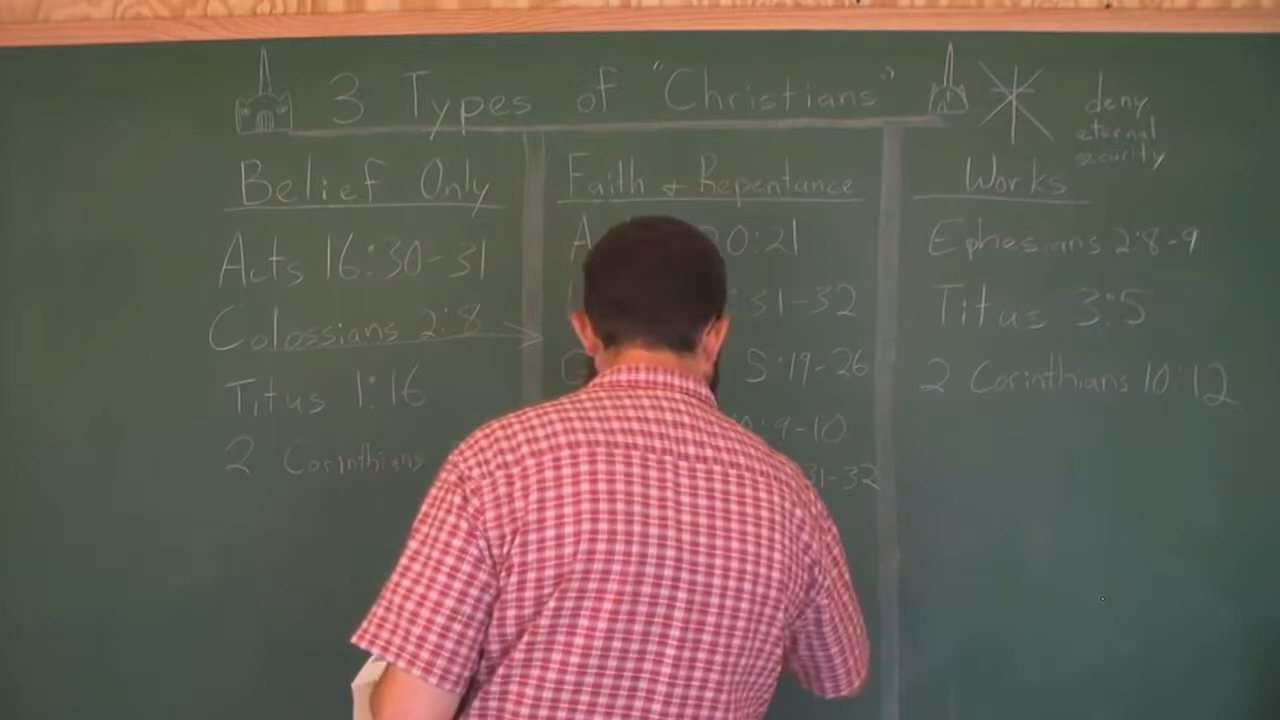 3 Types of "Christians"
deny
eternal
security
Belief Only
Acts 16:30-31
Colossians 2:8
Titus 1:16
2 Corinthians
Faith & Repentance
A 20:21
:31-32
5:19-26
:9-10
31-32
Works
Ephesians 2:8-9
Titus 3:5
2 Corinthians 10:12